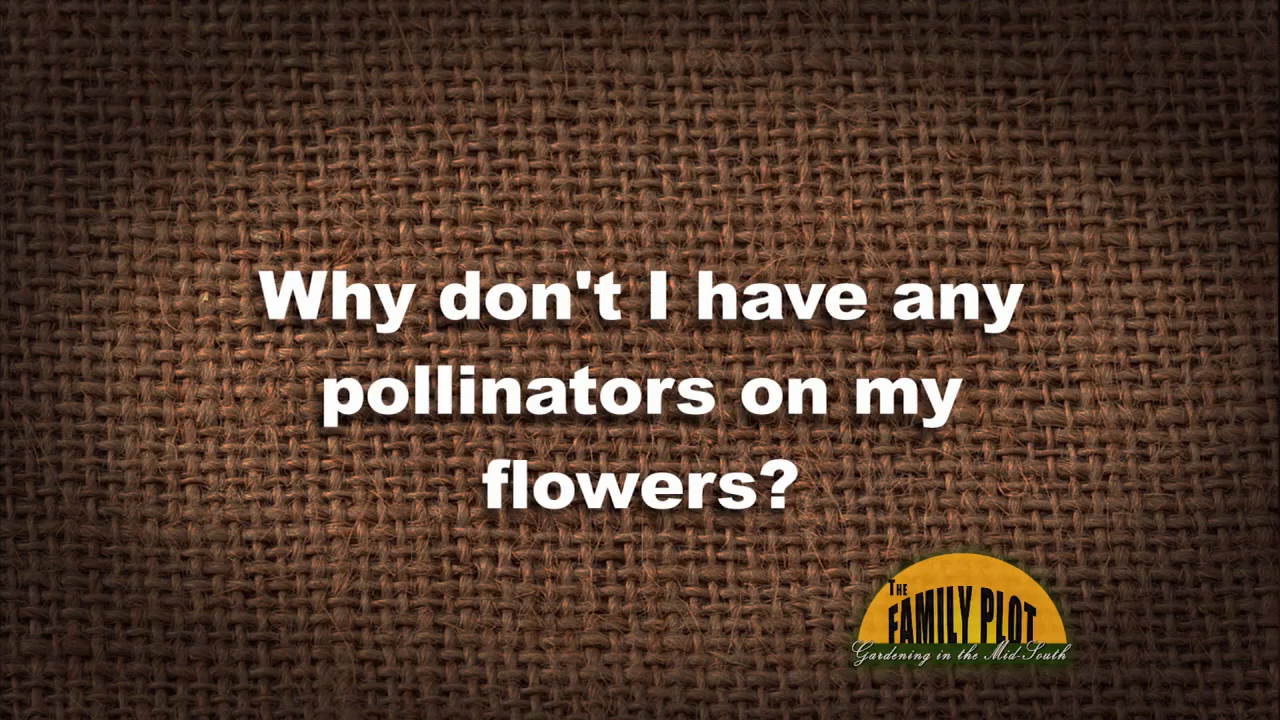 Why don't I have any
pollinators on my
flowers?
THE
FAMILY PLOT
Gardening in the Mid-South